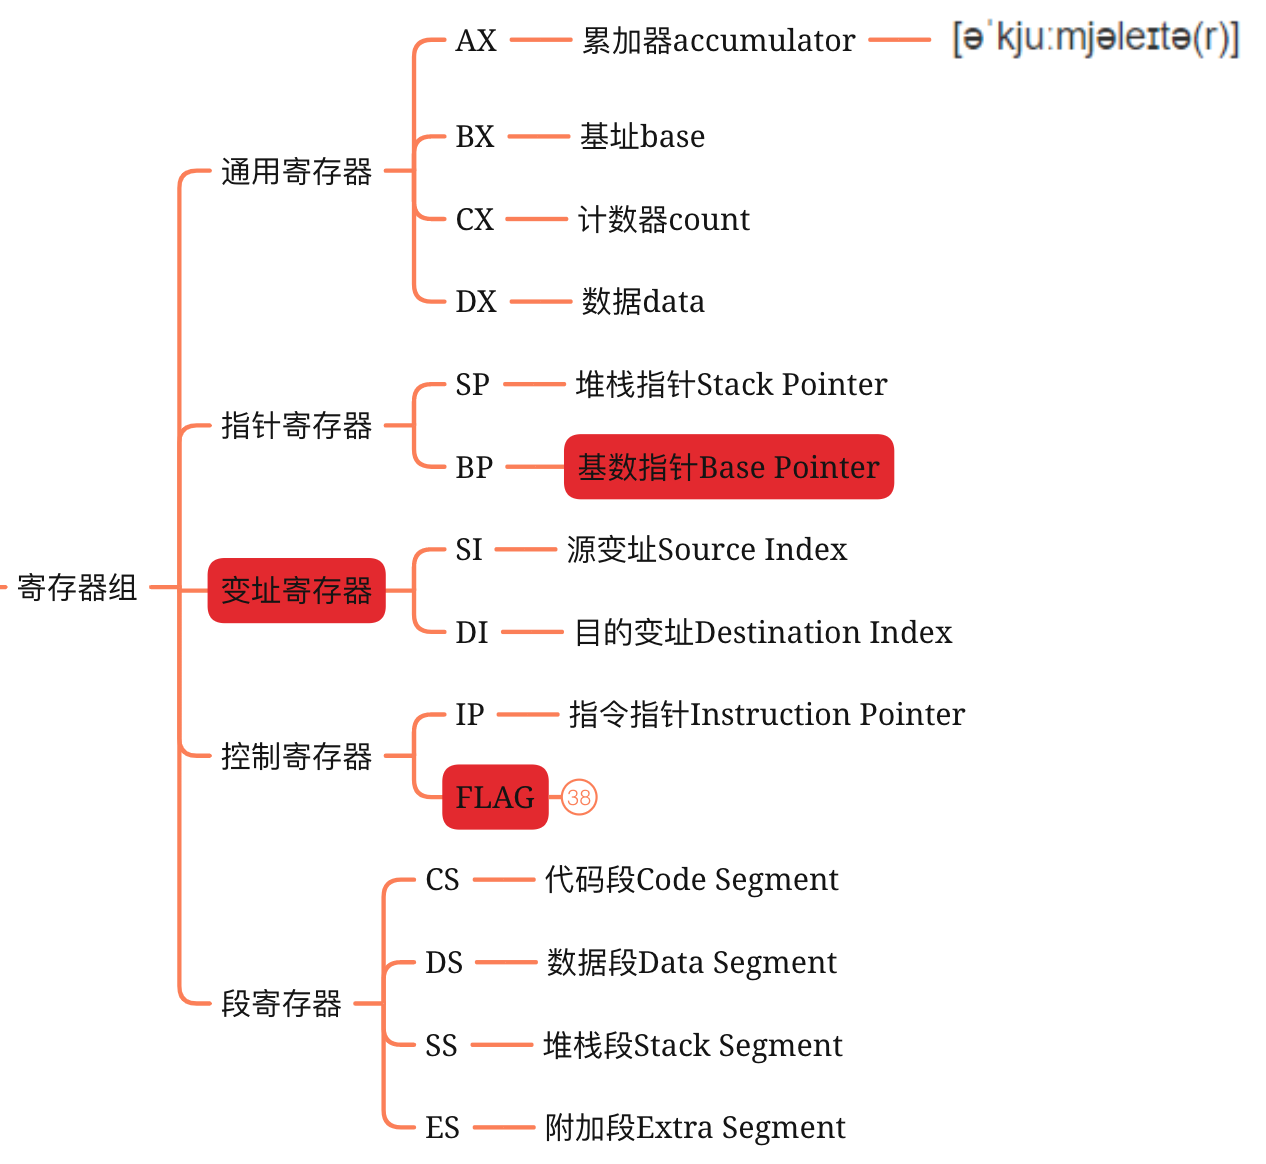 寄存器组
通用寄存器
AX
累加器accumulator
[əˈkjuːmjəleɪtə(r)]
BX
基址base
CX
计数器count
DX
数据data
指针寄存器
SP
堆栈指针Stack Pointer
BP
基数指针Base Pointer
变址寄存器
SI
源变址Source Index
DI
目的变址Destination Index
控制寄存器
IP
指令指针Instruction Pointer
FLAG
38
段寄存器
CS
代码段Code Segment
DS
数据段Data Segment
SS
堆栈段Stack Segment
ES
附加段Extra Segment